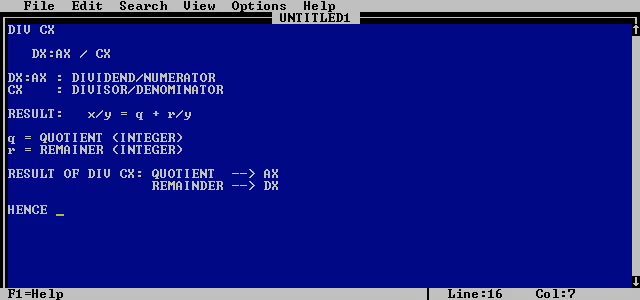 File Edit Search View Options Help
UNTITLED1
DIV CX
DX:AX / CX
DX:AX : DIVIDEND/NUMERATOR
CX : DIVISOR/DENOMINATOR
RESULT: x/y = q + r/y
q = QUOTIENT (INTEGER)
r = REMAINER (INTEGER)
RESULT OF DIV CX: QUOTIENT --> AX
REMAINDER --> DX
HENCE _
F1=Help Line:16 Col:7